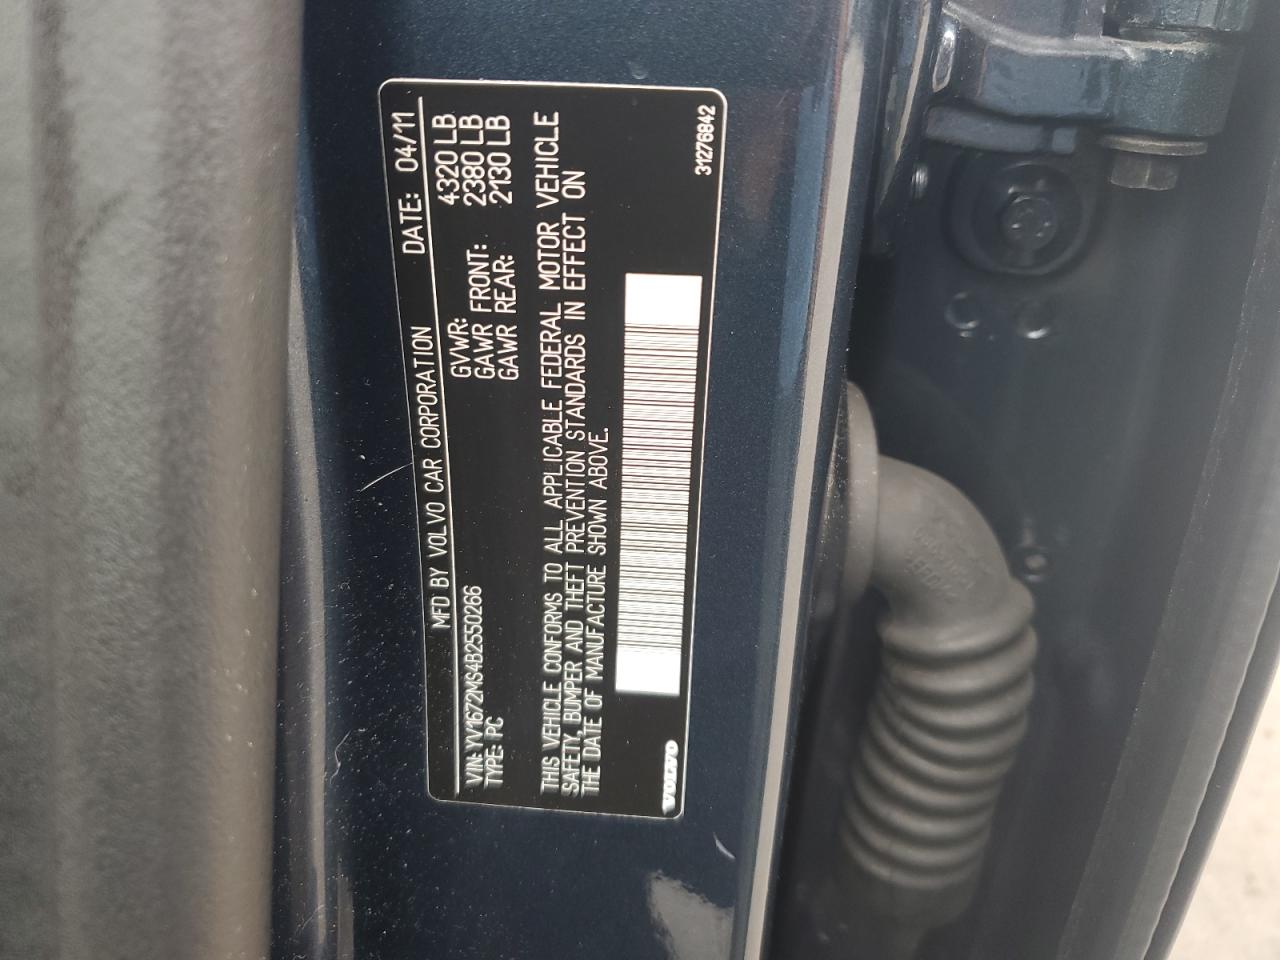 MFD BY VOLVO CAR CORPORATION DATE: 04/11
VIN: YV1672MS4B2550266
TYPE: PC
GVWR: 4320 LB
GAWR FRONT: 2380 LB
GAWR REAR: 2130 LB
THIS VEHICLE CONFORMS TO ALL APPLICABLE FEDERAL MOTOR VEHICLE
SAFETY, BUMPER AND THEFT PREVENTION STANDARDS IN EFFECT ON
THE DATE OF MANUFACTURE SHOWN ABOVE.
VOLVO
31276842